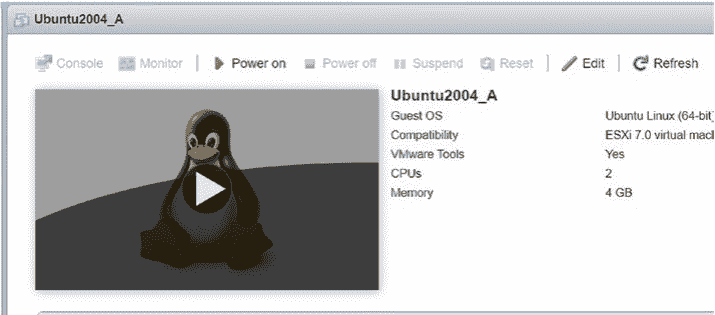 Ubuntu2004_A
Console Monitor Power on Power off Suspend Reset Edit Refresh
Ubuntu2004_A
Guest OS Ubuntu Linux (64-bit)
Compatibility ESXi 7.0 virtual
VMware Tools Yes
CPUs 2
Memory 4 GB